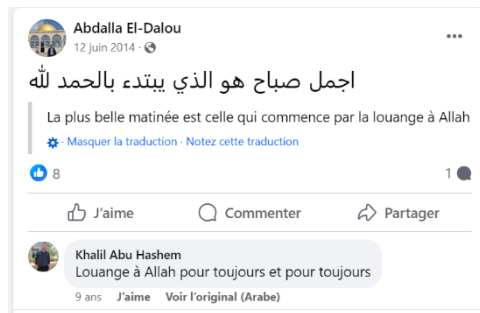 Abdalla El-Dalou
12 juin 2014 ·
اجمل صباح هو الذي يبتدء بالحمد لله
La plus belle matinée est celle qui commence par la louange à Allah
· Masquer la traduction · Notez cette traduction
8 1
J'aime Commenter Partager
Khalil Abu Hashem
Louange à Allah pour toujours et pour toujours
9 ans J'aime Voir l'original (Arabe)